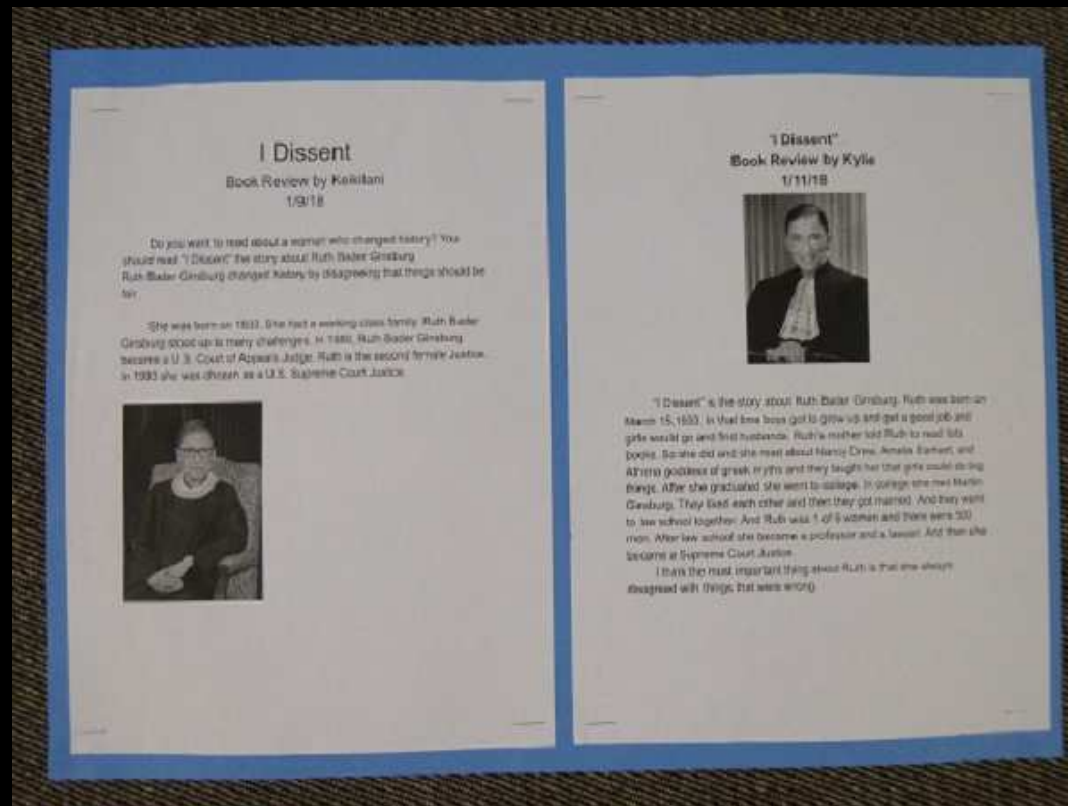 I Dissent
Book Review by Keikilani
1/9/18
Do you want to read about a woman who changed history? You
should read "I Dissent" the story about Ruth Bader Ginsburg
Ruth Bader Ginsburg changed history by disagreeing that things should be
fair
She was born on 1933. She had a working class family. Ruth Bader
Ginsburg stood up to many challenges. In 1980, Ruth Bader Ginsburg
became a U.S. Court of Appeals Judge. Ruth is the second female Justice.
In 1993 she was chosen as a U.S. Supreme Court Justice.
"I Dissent"
Book Review by Kylie
1/11/18
"I Dissent" is the story about Ruth Bader Ginsburg. Ruth was born on
March 15, 1933. In that time boys got to grow up and get a good job and
girls would go and find husbands. Ruth's mother told Ruth to read lots
books. So she did and she read about Nancy Drew, Amelia Earhart, and
Athena goddess of greek myths and they taught her that girls could do big
things. After she graduated she went to college. In college she met Martin
Ginsburg. They liked each other and then they got married. And they went
to law school together. And Ruth was 1 of 9 women and there were 500
men. After law school she became a professor and a lawyer. And then she
became a Supreme Court Justice.
I think the most important thing about Ruth is that she always
disagreed with things that were wrong.